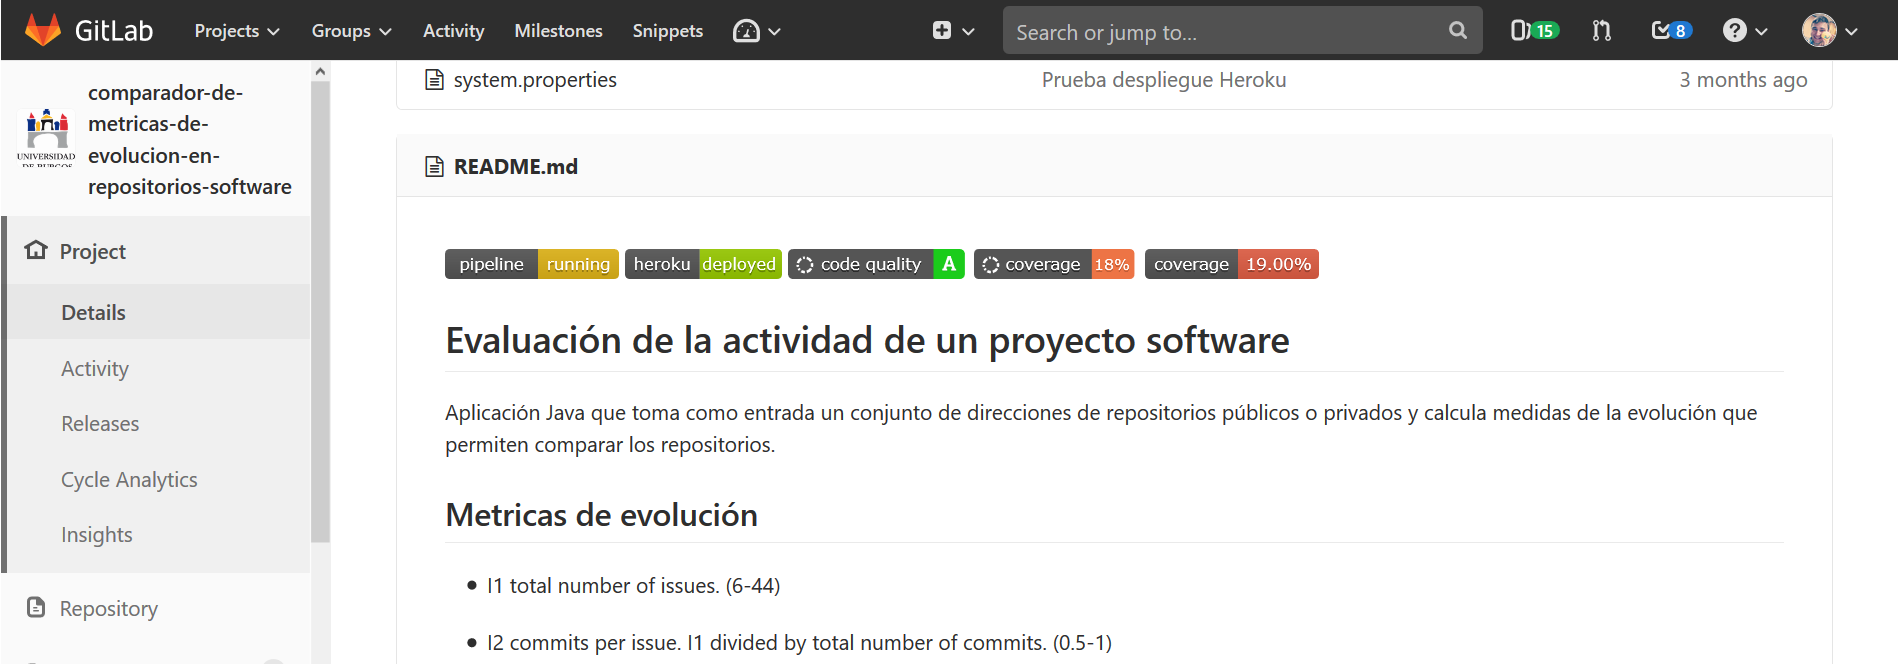 GitLab Projects Groups Activity Milestones Snippets Search or jump to... 15 8
comparador-de-
metricas-de-
evolucion-en-
repositorios-software
UNIVERSIDAD
DE BURGOS
Project
Details
Activity
Releases
Cycle Analytics
Insights
Repository
system.properties Prueba despliegue Heroku 3 months ago
README.md
pipeline running heroku deployed code quality A coverage 18% coverage 19.00%
Evaluación de la actividad de un proyecto software
Aplicación Java que toma como entrada un conjunto de direcciones de repositorios públicos o privados y calcula medidas de la evolución que
permiten comparar los repositorios.
Metricas de evolución
• I1 total number of issues. (6-44)
• I2 commits per issue. I1 divided by total number of commits. (0.5-1)